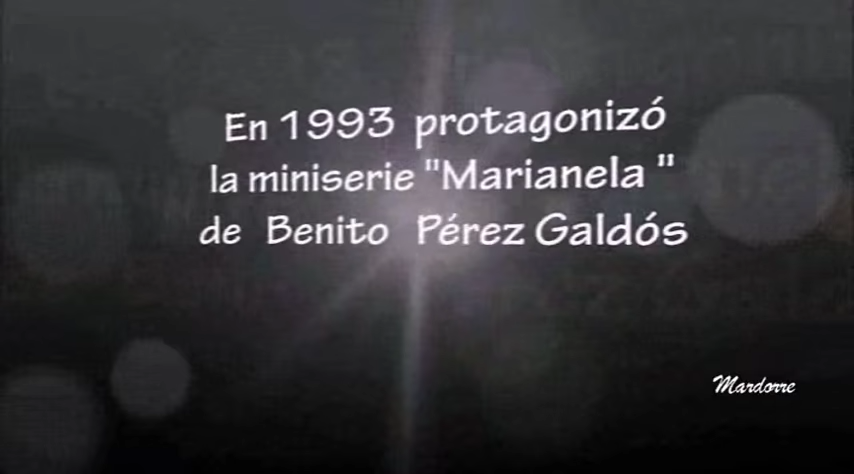 En 1993 protagonizó
la miniserie "Marianela "
de Benito Pérez Galdós
Mardorre